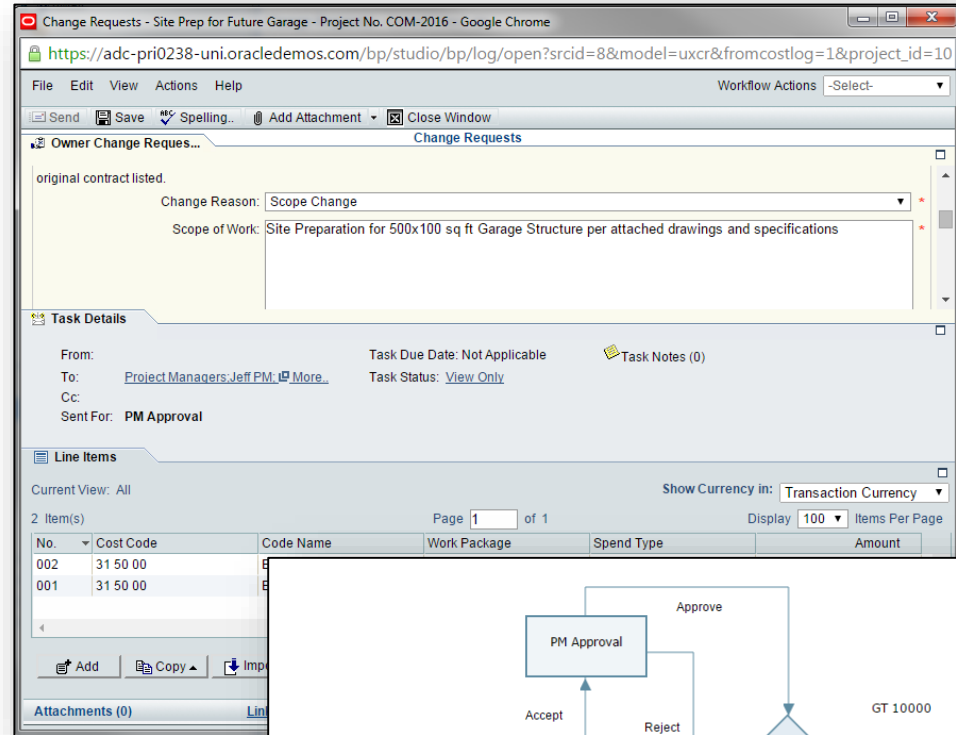 Change Requests - Site Prep for Future Garage - Project No. COM-2016 - Google Chrome
https://adc-pri0238-uni.oracledemos.com/bp/studio/bp/log/open?srcid=8&model=uxcr&fromcostlog=1&project_id=10
File Edit View Actions Help Workflow Actions -Select-
Send Save Spelling.. Add Attachment Close Window
Owner Change Reques... Change Requests
original contract listed.
Change Reason: Scope Change *
Scope of Work: Site Preparation for 500x100 sq ft Garage Structure per attached drawings and specifications *
Task Details
From: Task Due Date: Not Applicable Task Notes (0)
To: Project Managers;Jeff PM; More.. Task Status: View Only
Cc:
Sent For: PM Approval
Line Items
Current View: All Show Currency in: Transaction Currency
2 Item(s) Page 1 of 1 Display 100 Items Per Page
No. Cost Code Code Name Work Package Spend Type Amount
002 31 50 00
001 31 50 00
Add Copy Impo
Attachments (0) Lin
Approve
PM Approval
Accept
Reject
GT 10000